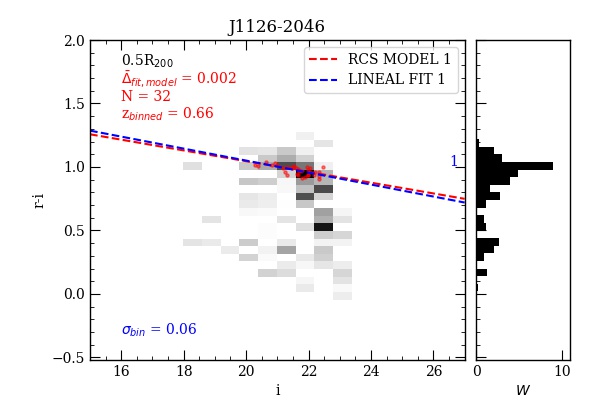 J1126-2046
0.5R200
Δ̄fit,model = 0.002
N = 32
zbinned = 0.66
RCS MODEL 1
LINEAL FIT 1
2.0
1.5
1.0
0.5
0.0
−0.5
r-i
1
σbin = 0.06
16 18 20 22 24 26
i
0 10
W